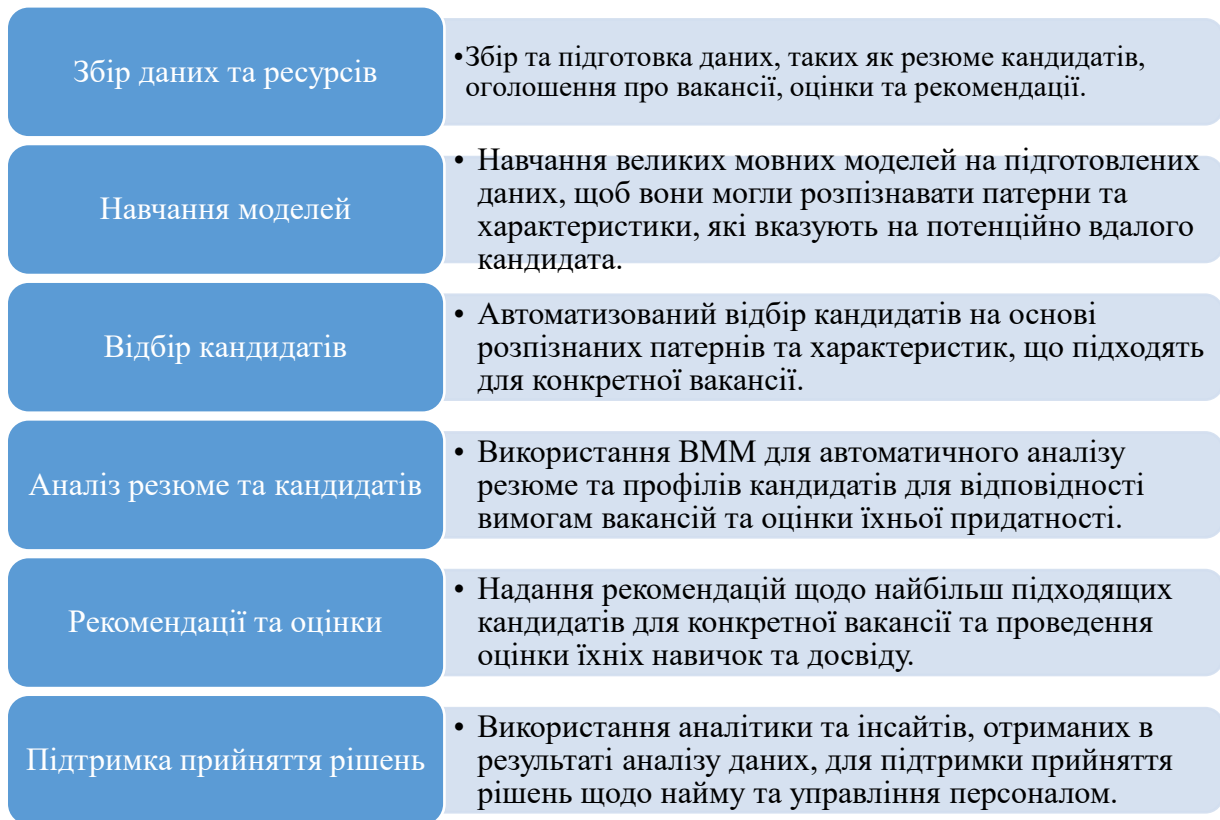 Збір даних та ресурсів
•Збір та підготовка даних, таких як резюме кандидатів,
оголошення про вакансії, оцінки та рекомендації.
Навчання моделей
• Навчання великих мовних моделей на підготовлених
даних, щоб вони могли розпізнавати патерни та
характеристики, які вказують на потенційно вдалого
кандидата.
Відбір кандидатів
• Автоматизований відбір кандидатів на основі
розпізнаних патернів та характеристик, що підходять
для конкретної вакансії.
Аналіз резюме та кандидатів
• Використання ВММ для автоматичного аналізу
резюме та профілів кандидатів для відповідності
вимогам вакансій та оцінки їхньої придатності.
Рекомендації та оцінки
• Надання рекомендацій щодо найбільш підходящих
кандидатів для конкретної вакансії та проведення
оцінки їхніх навичок та досвіду.
Підтримка прийняття рішень
• Використання аналітики та інсайтів, отриманих в
результаті аналізу даних, для підтримки прийняття
рішень щодо найму та управління персоналом.